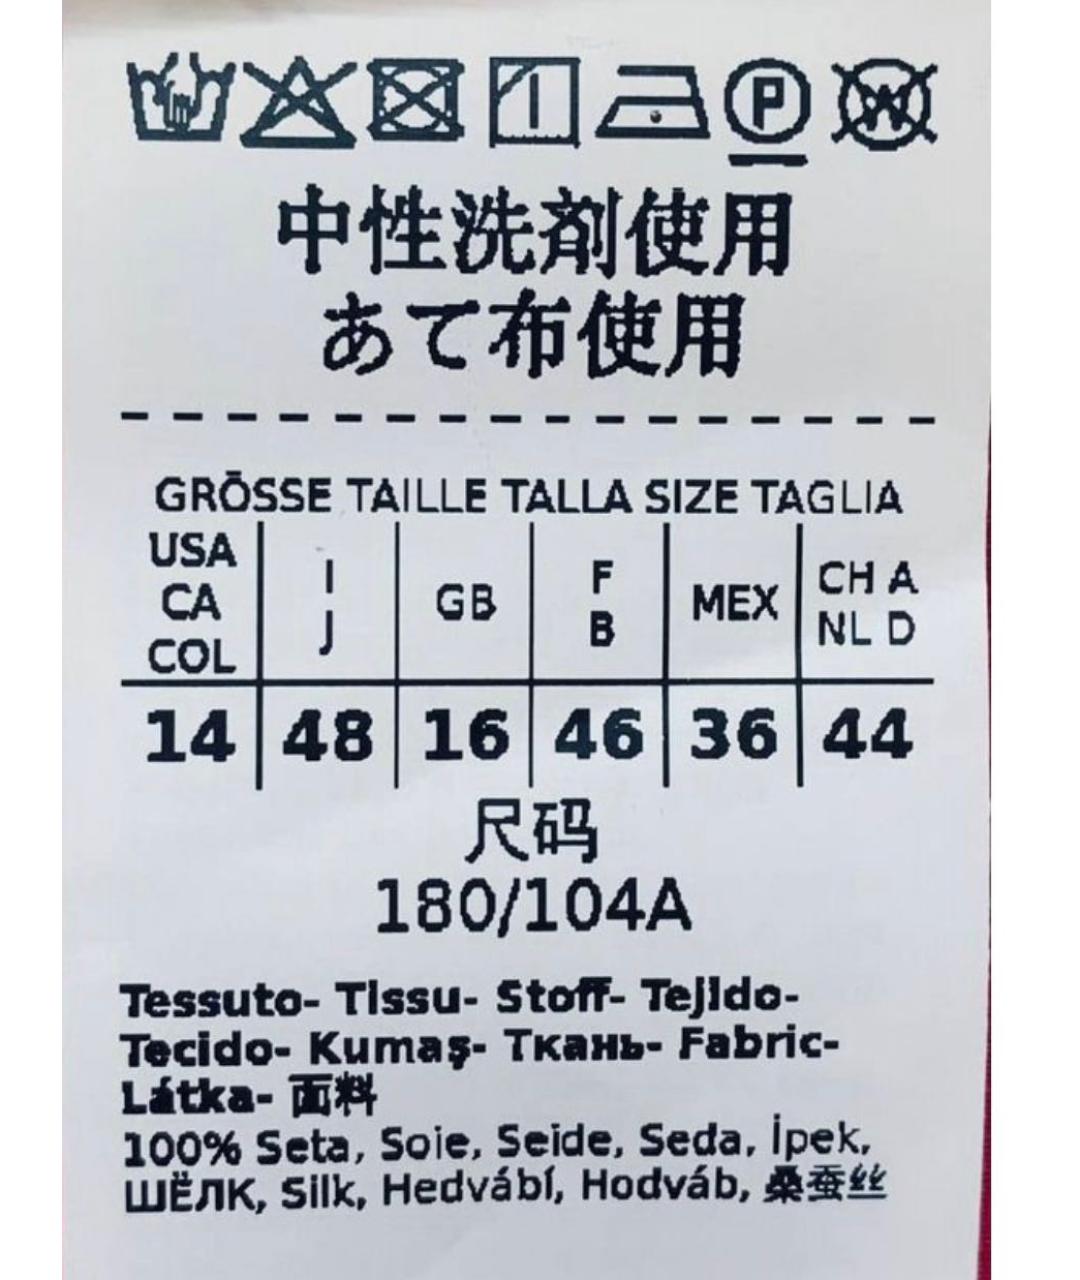 P W
中性洗剤使用
あて布使用
GRŌSSE TAILLE TALLA SIZE TAGLIA
USA CA COL | I J | GB | F B | MEX | CH A NL D
14 | 48 | 16 | 46 | 36 | 44
尺码
180/104A
Tessuto- Tissu- Stoff- Tejido-
Tecido- Kumaş- Ткань- Fabric-
Látka- 面料
100% Seta, Soie, Seide, Seda, İpek,
ШЁЛК, Silk, Hedvábí, Hodváb, 桑蚕丝